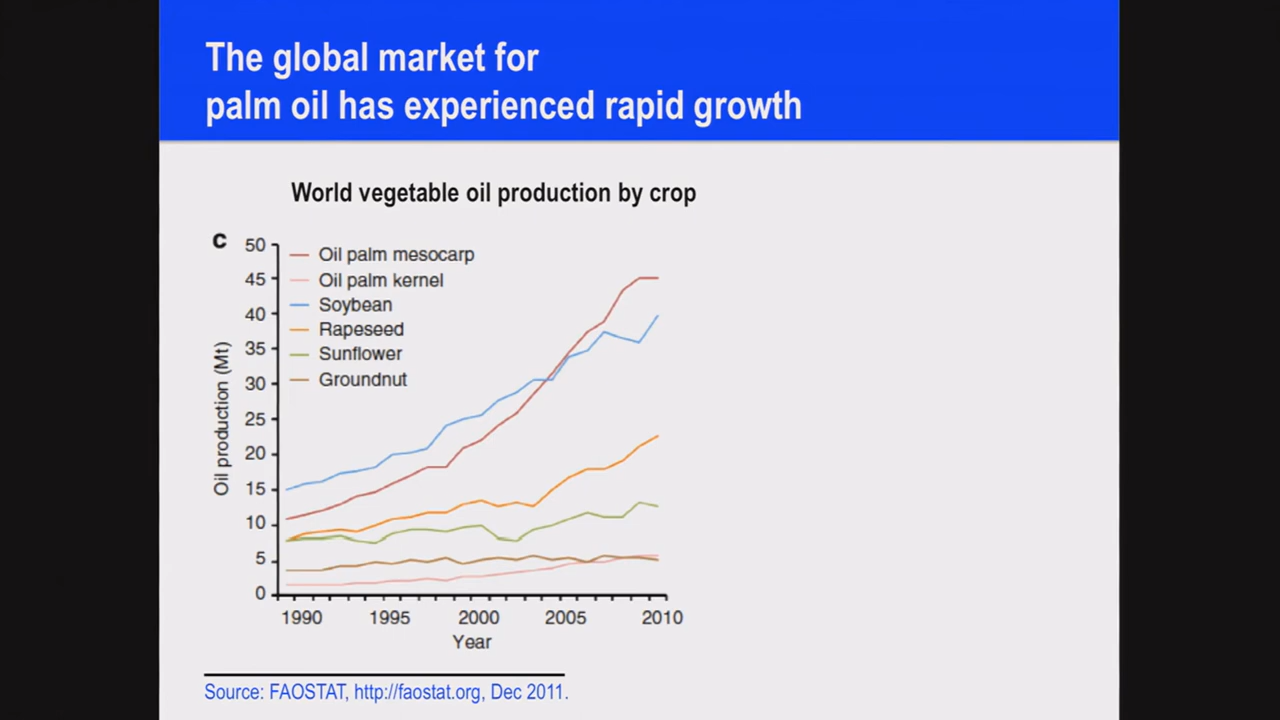 The global market for
palm oil has experienced rapid growth
World vegetable oil production by crop
c
50
45
40
35
30
25
20
15
10
5
0
Oil production (Mt)
Oil palm mesocarp
Oil palm kernel
Soybean
Rapeseed
Sunflower
Groundnut
1990 1995 2000 2005 2010
Year
Source: FAOSTAT, http://faostat.org, Dec 2011.